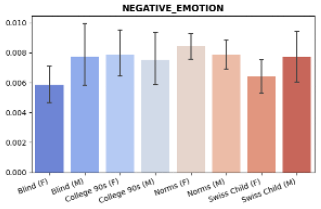 NEGATIVE_EMOTION
0.010
0.008
0.006
0.004
0.002
0.000
Blind (F)
Blind (M)
College 90s (F)
College 90s (M)
Norms (F)
Norms (M)
Swiss Child (F)
Swiss Child (M)